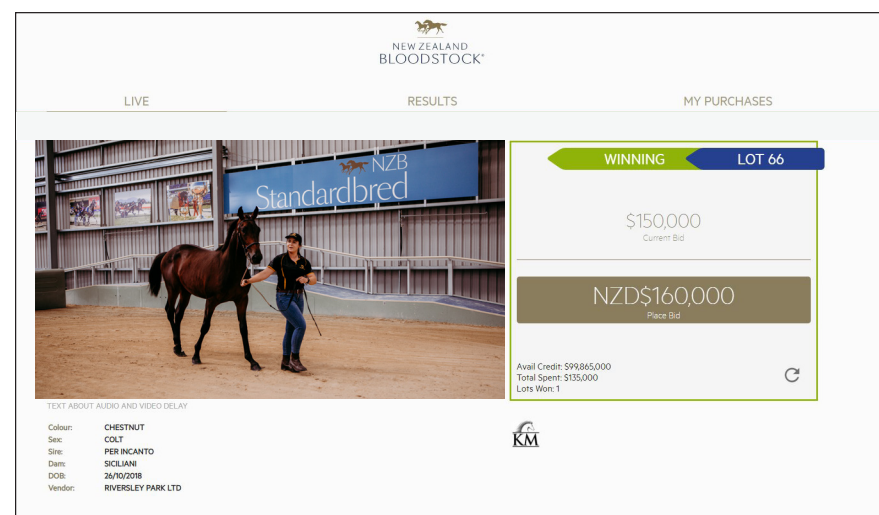 NEW ZEALAND
BLOODSTOCK®
LIVE
RESULTS
MY PURCHASES
NZB
Standardbred
WINNING
LOT 66
$150,000
Current Bid
NZD$160,000
Place Bid
Avail Credit: $99,865,000
Total Spent: $135,000
Lots Won: 1
TEXT ABOUT AUDIO AND VIDEO DELAY
Colour: CHESTNUT
Sex: COLT
Sire: PER INCANTO
Dam: SICILIANI
DOB: 26/10/2018
Vendor: RIVERSLEY PARK LTD
KM